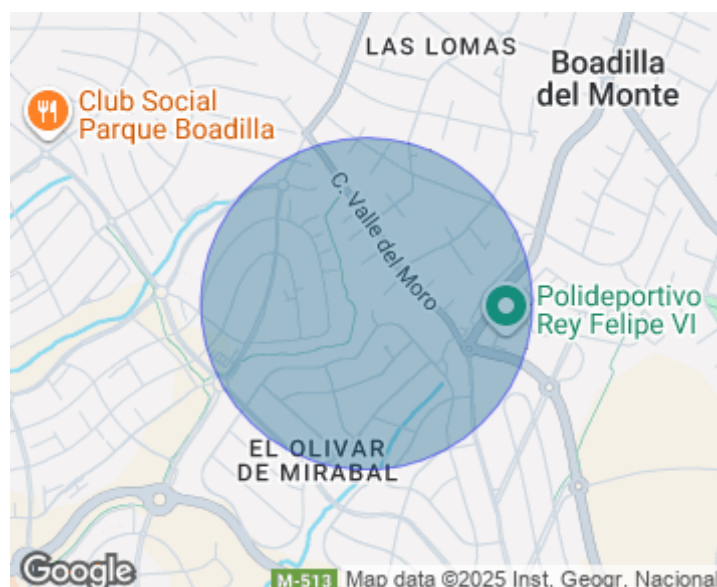 LAS LOMAS
Boadilla
del Monte
Club Social
Parque Boadilla
C. Valle del Moro
Polideportivo
Rey Felipe VI
EL OLIVAR
DE MIRABAL
Google
M-513
Map data ©2025 Inst. Geogr. Nacional